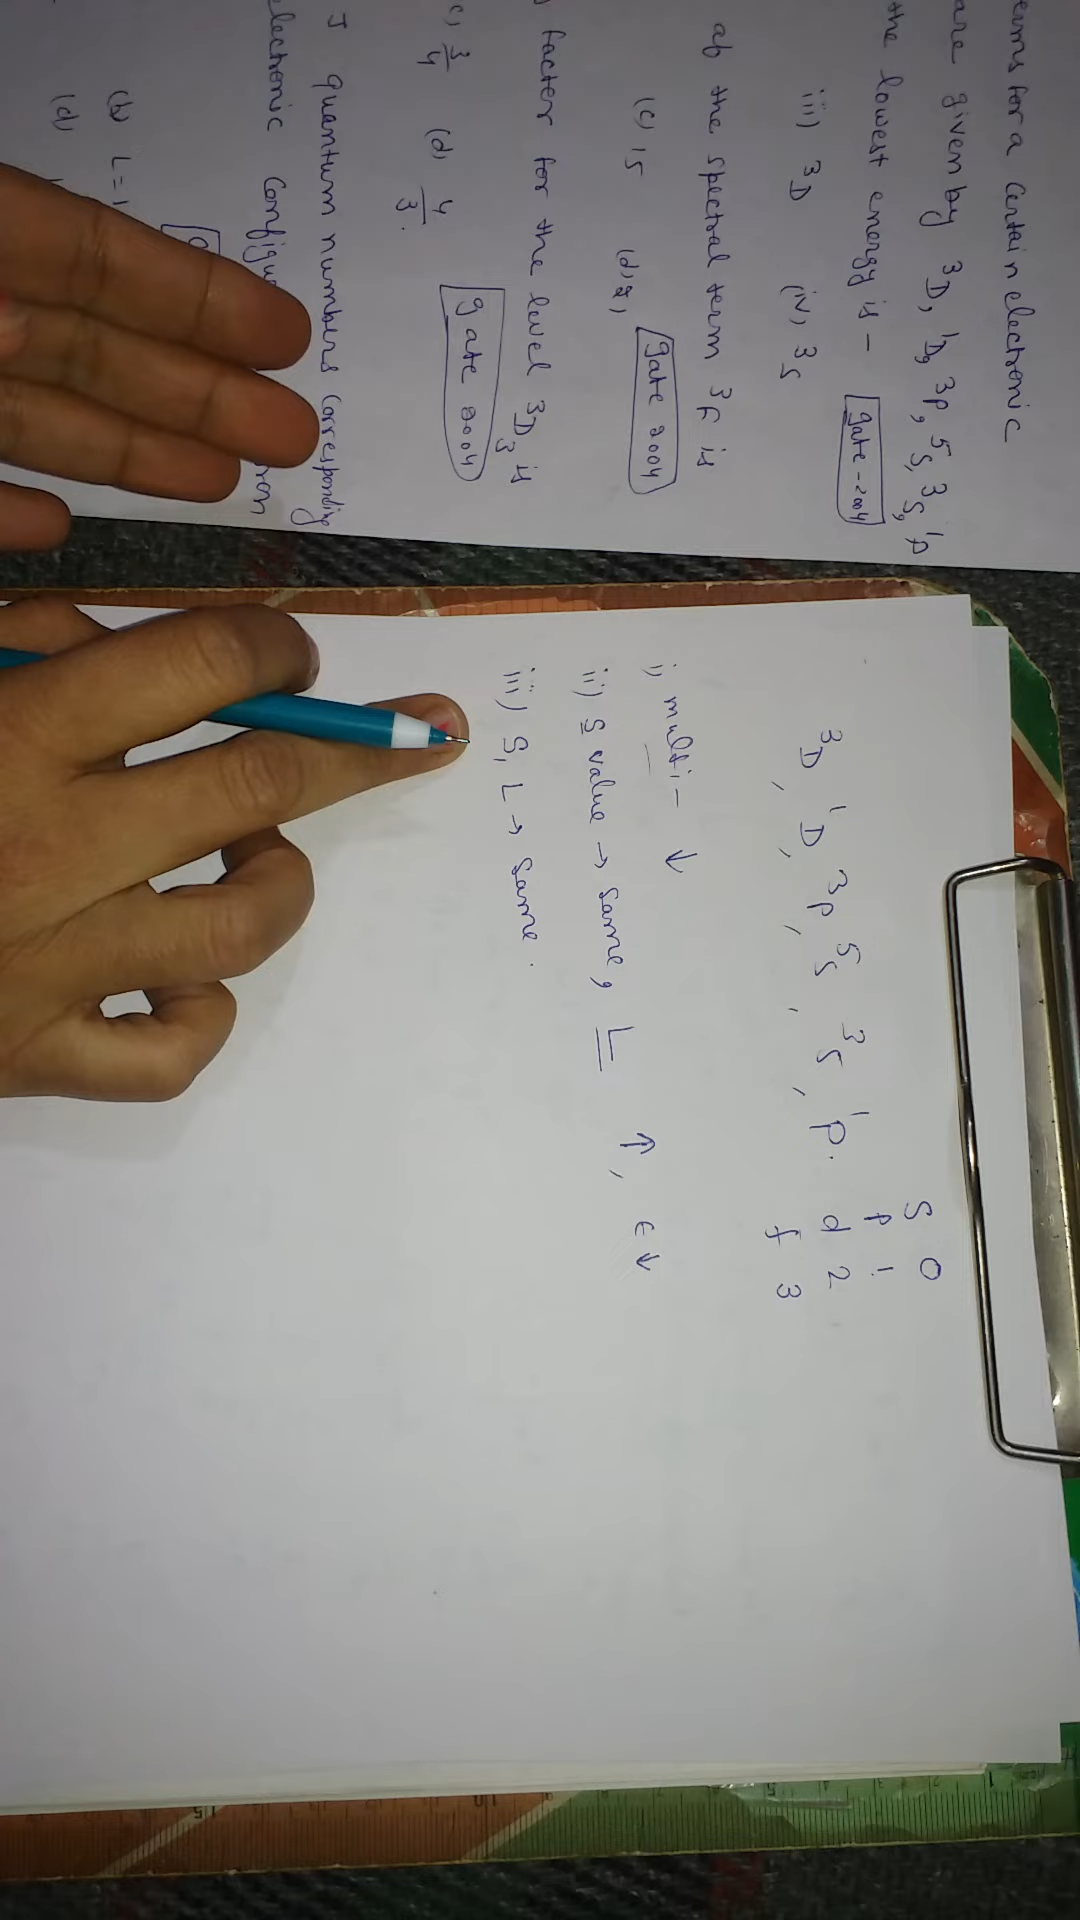 erms for a certain electronic
are given by ³D, ¹D, ³P, ⁵S, ³S, ¹P
the lowest energy is -
gate-2004
iii) ³D (iv) ³S
of the spectral term ³F is
(c) 15
gate 2004
factor for the level ³D₃ is
(c) 3/4 (d) 4/3.
gate 2004
J quantum numbers corresponding
electronic
(b) L = 1
(d)
S 0
³D, ¹D, ³P, ⁵S, ³S, ¹P.
p 1
d 2
f 3
i) multi - ↓
ii) S value → same, L ↑, E↓
iii) S, L → same.